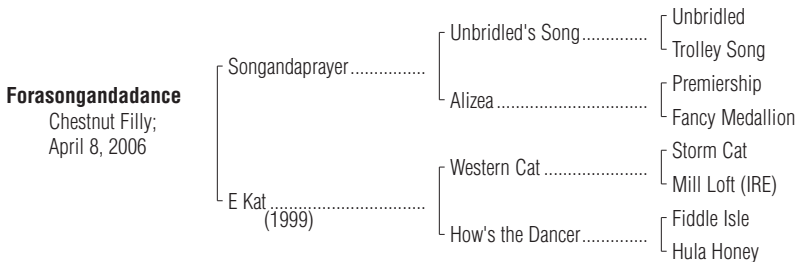 Forasongandadance
Chestnut Filly;
April 8, 2006
Songandaprayer..................
E Kat..................................
(1999)
Unbridled's Song...............
Alizea...................................
Western Cat........................
How's the Dancer...............
Unbridled
Trolley Song
Premiership
Fancy Medallion
Storm Cat
Mill Loft (IRE)
Fiddle Isle
Hula Honey